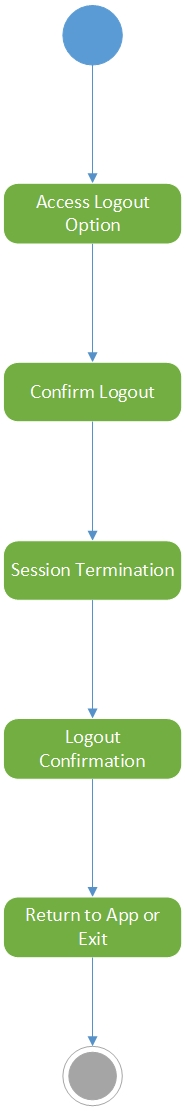 Access Logout
Option
Confirm Logout
Session Termination
Logout
Confirmation
Return to App or
Exit